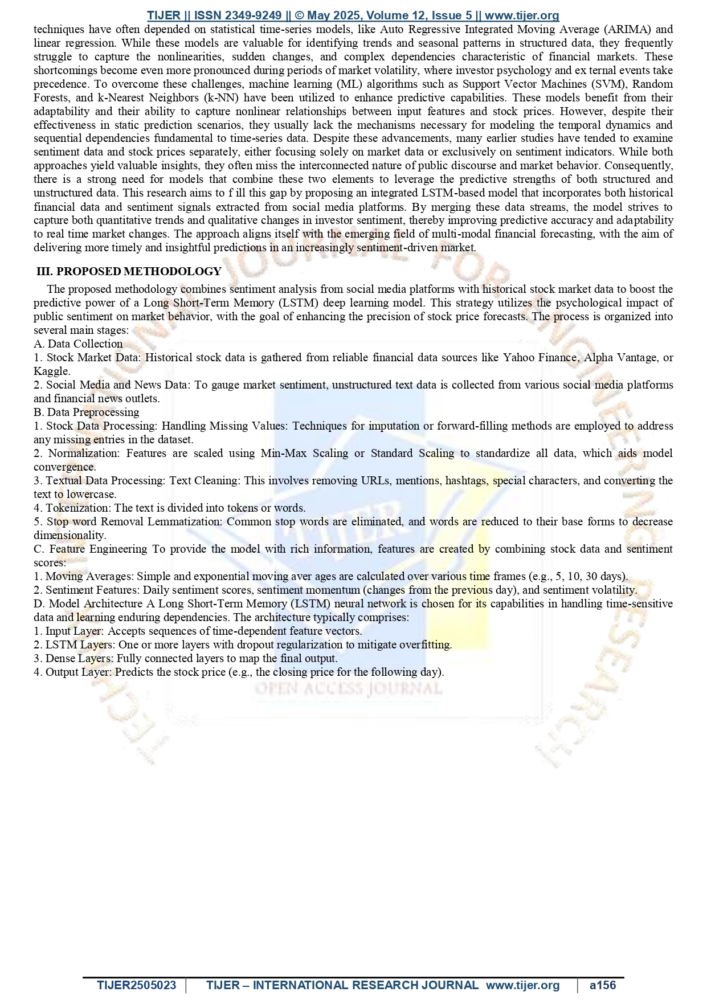 TIJER || ISSN 2349-9249 || © May 2025, Volume 12, Issue 5 || www.tijer.org
techniques have often depended on statistical time-series models, like Auto Regressive Integrated Moving Average (ARIMA) and
linear regression. While these models are valuable for identifying trends and seasonal patterns in structured data, they frequently
struggle to capture the nonlinearities, sudden changes, and complex dependencies characteristic of financial markets. These
shortcomings become even more pronounced during periods of market volatility, where investor psychology and ex ternal events take
precedence. To overcome these challenges, machine learning (ML) algorithms such as Support Vector Machines (SVM), Random
Forests, and k-Nearest Neighbors (k-NN) have been utilized to enhance predictive capabilities. These models benefit from their
adaptability and their ability to capture nonlinear relationships between input features and stock prices. However, despite their
effectiveness in static prediction scenarios, they usually lack the mechanisms necessary for modeling the temporal dynamics and
sequential dependencies fundamental to time-series data. Despite these advancements, many earlier studies have tended to examine
sentiment data and stock prices separately, either focusing solely on market data or exclusively on sentiment indicators. While both
approaches yield valuable insights, they often miss the interconnected nature of public discourse and market behavior. Consequently,
there is a strong need for models that combine these two elements to leverage the predictive strengths of both structured and
unstructured data. This research aims to f ill this gap by proposing an integrated LSTM-based model that incorporates both historical
financial data and sentiment signals extracted from social media platforms. By merging these data streams, the model strives to
capture both quantitative trends and qualitative changes in investor sentiment, thereby improving predictive accuracy and adaptability
to real time market changes. The approach aligns itself with the emerging field of multi-modal financial forecasting, with the aim of
delivering more timely and insightful predictions in an increasingly sentiment-driven market.
III. PROPOSED METHODOLOGY
The proposed methodology combines sentiment analysis from social media platforms with historical stock market data to boost the
predictive power of a Long Short-Term Memory (LSTM) deep learning model. This strategy utilizes the psychological impact of
public sentiment on market behavior, with the goal of enhancing the precision of stock price forecasts. The process is organized into
several main stages:
A. Data Collection
1. Stock Market Data: Historical stock data is gathered from reliable financial data sources like Yahoo Finance, Alpha Vantage, or
Kaggle.
2. Social Media and News Data: To gauge market sentiment, unstructured text data is collected from various social media platforms
and financial news outlets.
B. Data Preprocessing
1. Stock Data Processing: Handling Missing Values: Techniques for imputation or forward-filling methods are employed to address
any missing entries in the dataset.
2. Normalization: Features are scaled using Min-Max Scaling or Standard Scaling to standardize all data, which aids model
convergence.
3. Textual Data Processing: Text Cleaning: This involves removing URLs, mentions, hashtags, special characters, and converting the
text to lowercase.
4. Tokenization: The text is divided into tokens or words.
5. Stop word Removal Lemmatization: Common stop words are eliminated, and words are reduced to their base forms to decrease
dimensionality.
C. Feature Engineering To provide the model with rich information, features are created by combining stock data and sentiment
scores:
1. Moving Averages: Simple and exponential moving aver ages are calculated over various time frames (e.g., 5, 10, 30 days).
2. Sentiment Features: Daily sentiment scores, sentiment momentum (changes from the previous day), and sentiment volatility.
D. Model Architecture A Long Short-Term Memory (LSTM) neural network is chosen for its capabilities in handling time-sensitive
data and learning enduring dependencies. The architecture typically comprises:
1. Input Layer: Accepts sequences of time-dependent feature vectors.
2. LSTM Layers: One or more layers with dropout regularization to mitigate overfitting.
3. Dense Layers: Fully connected layers to map the final output.
4. Output Layer: Predicts the stock price (e.g., the closing price for the following day).
TECHNIX INTERNATIONAL JOURNAL FOR ENGINEERING RESEARCH
TIJER
OPEN ACCESS JOURNAL
TIJER2505023 TIJER – INTERNATIONAL RESEARCH JOURNAL www.tijer.org a156